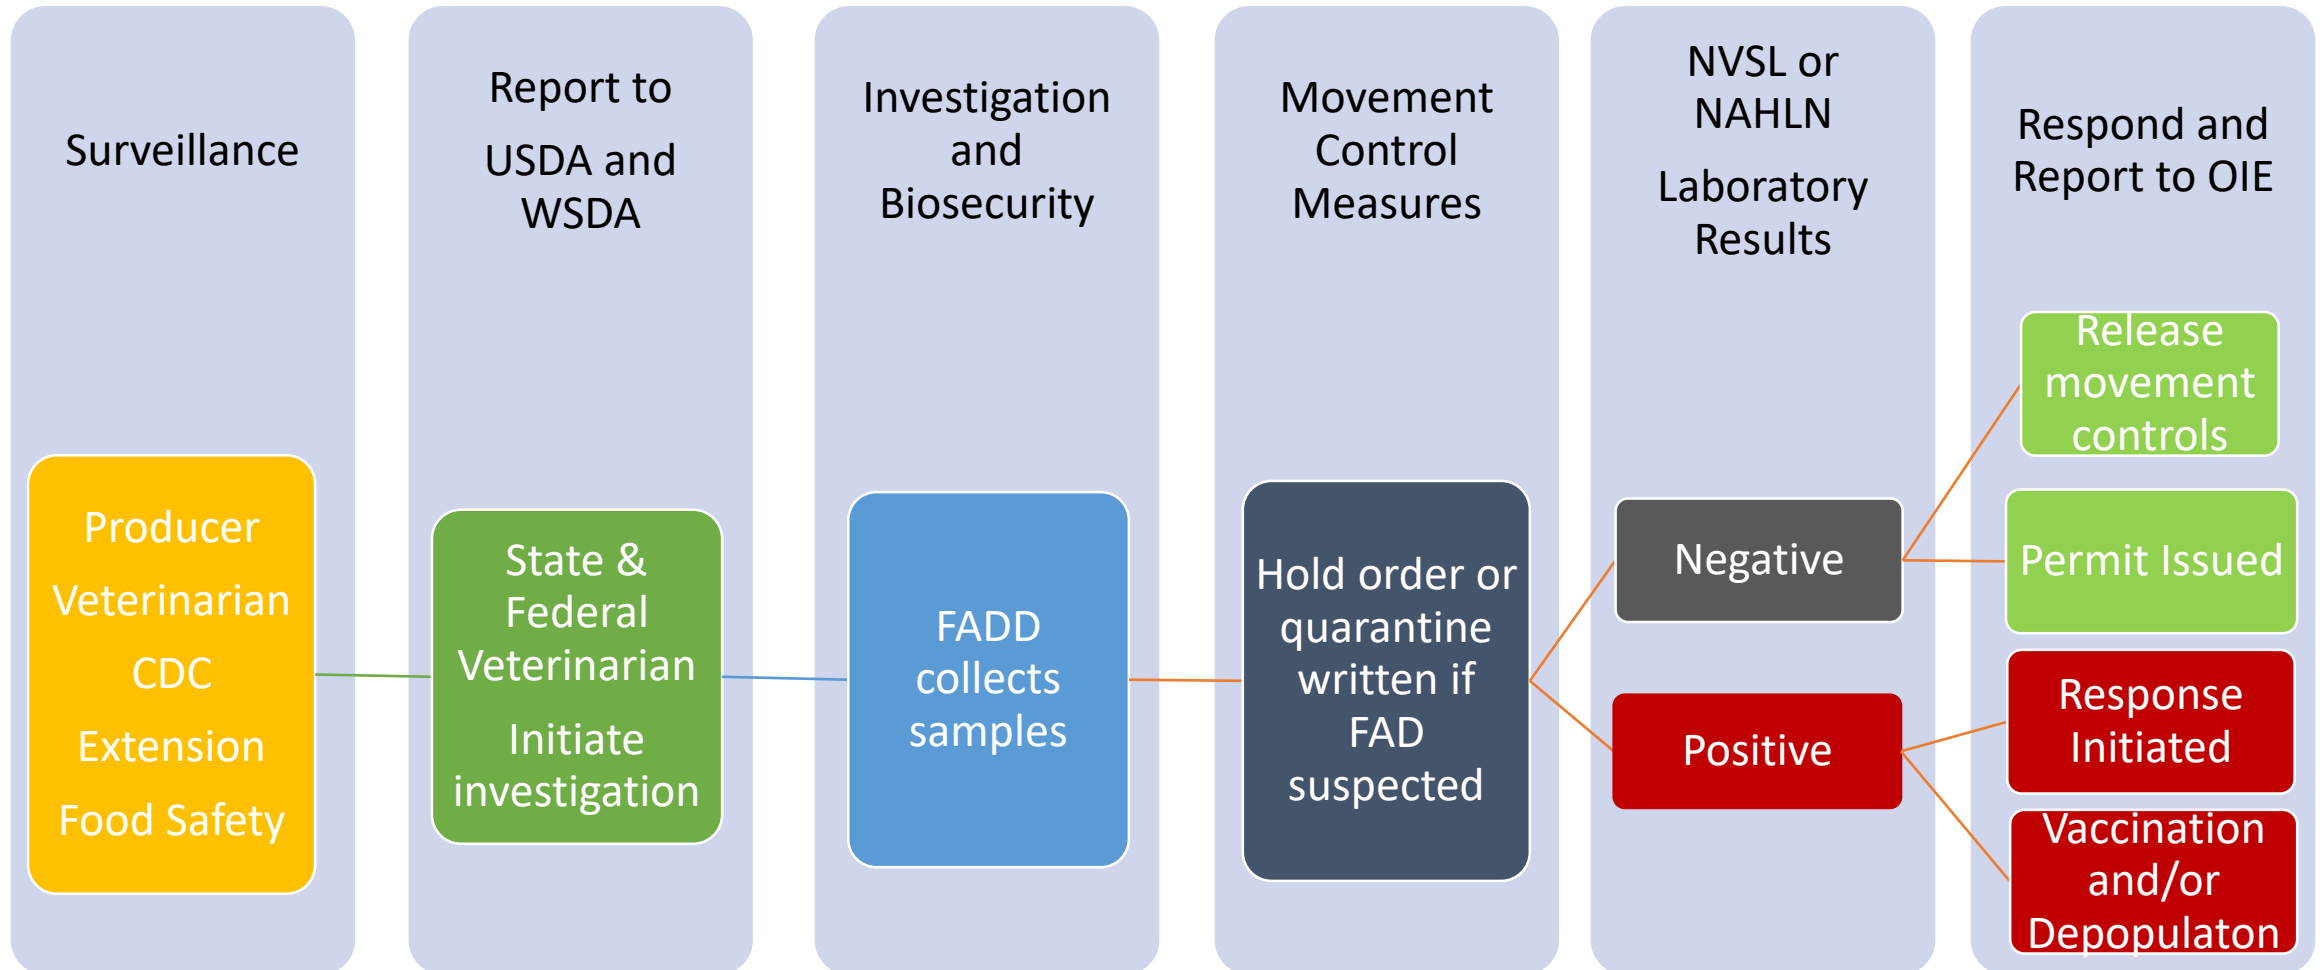 Surveillance
Producer
Veterinarian
CDC
Extension
Food Safety
Report to
USDA and
WSDA
State &
Federal
Veterinarian
Initiate
investigation
Investigation
and
Biosecurity
FADD
collects
samples
Movement
Control
Measures
Hold order or
quarantine
written if
FAD
suspected
NVSL or
NAHLN
Laboratory
Results
Negative
Positive
Respond and
Report to OIE
Release
movement
controls
Permit Issued
Response
Initiated
Vaccination
and/or
Depopulaton